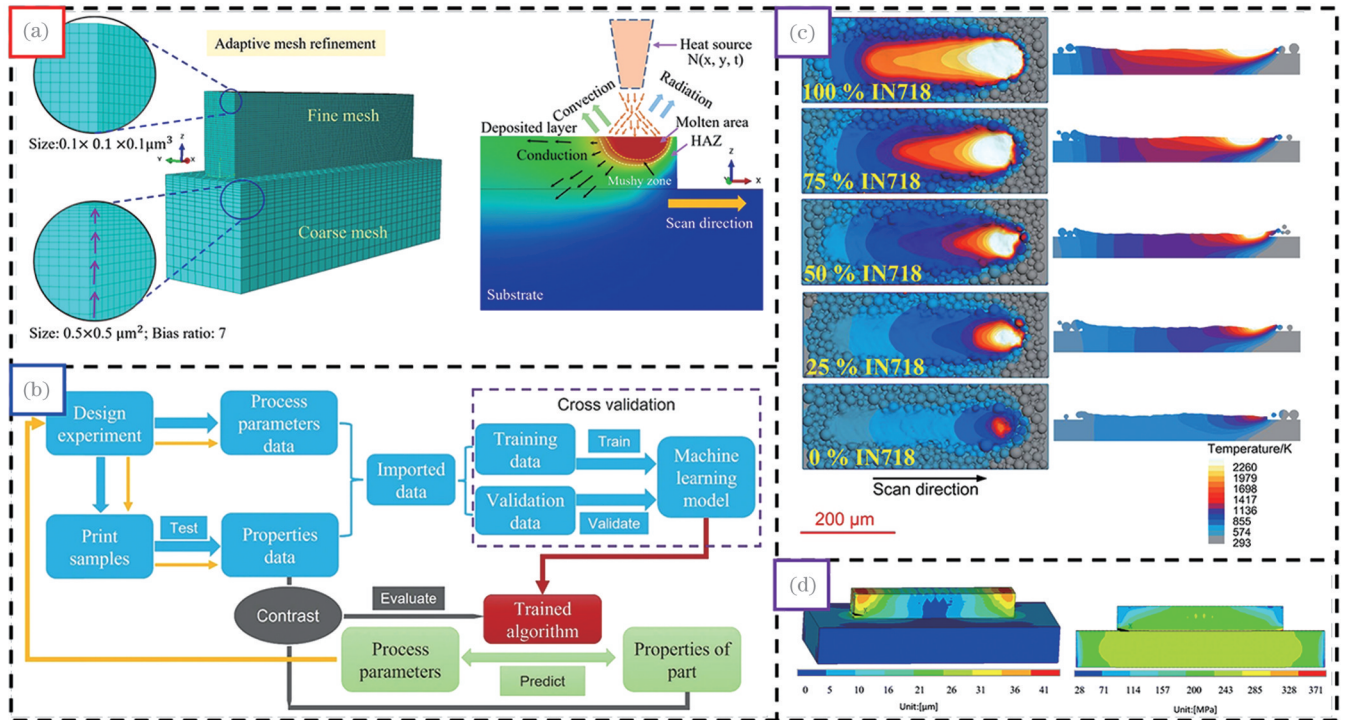 (a)
Adaptive mesh refinement
Fine mesh
Size:0.1× 0.1 ×0.1μm³
z
Y
X
Coarse mesh
Size: 0.5×0.5 μm²; Bias ratio: 7
Heat source
N(x, y, t)
Convection
Radiation
Deposited layer
Molten area
HAZ
Conduction
Mushy zone
Z
Y
X
Scan direction
Substrate
(b)
Design
experiment
Process
parameters
data
Print
samples
Test
Properties
data
Imported
data
Cross validation
Training
data
Train
Validation
data
Validate
Machine
learning
model
Contrast
Evaluate
Trained
algorithm
Process
parameters
Predict
Properties of
part
(c)
100 % IN718
75 % IN718
50 % IN718
25 % IN718
0 % IN718
Scan direction
200 μm
Temperature/K
2260
1979
1698
1417
1136
855
574
293
(d)
0 5 10 16 21 26 31 36 41
Unit:[μm]
28 71 114 157 200 243 285 328 371
Unit:[MPa]